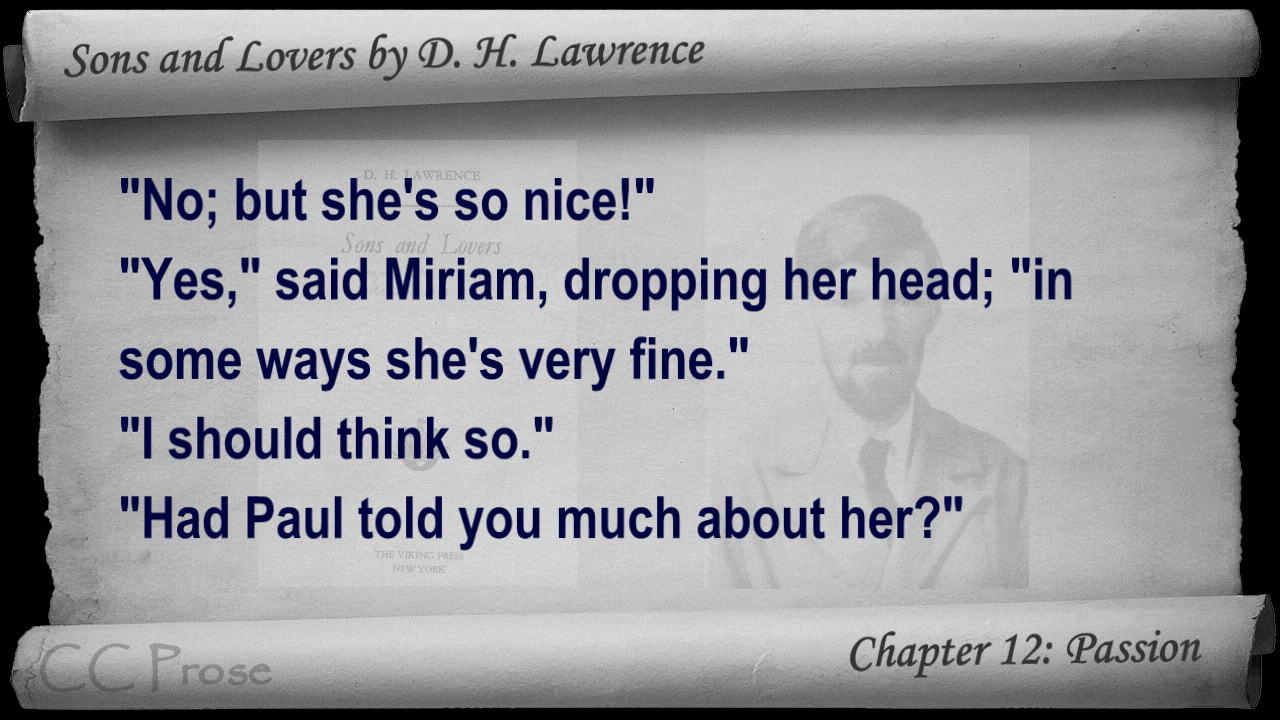 Sons and Lovers by D. H. Lawrence
D. H. LAWRENCE
"No; but she's so nice!"
Sons and Lovers
"Yes," said Miriam, dropping her head; "in
some ways she's very fine."
"I should think so."
"Had Paul told you much about her?"
THE VIKING PRESS
NEW YORK
CC Prose
Chapter 12: Passion